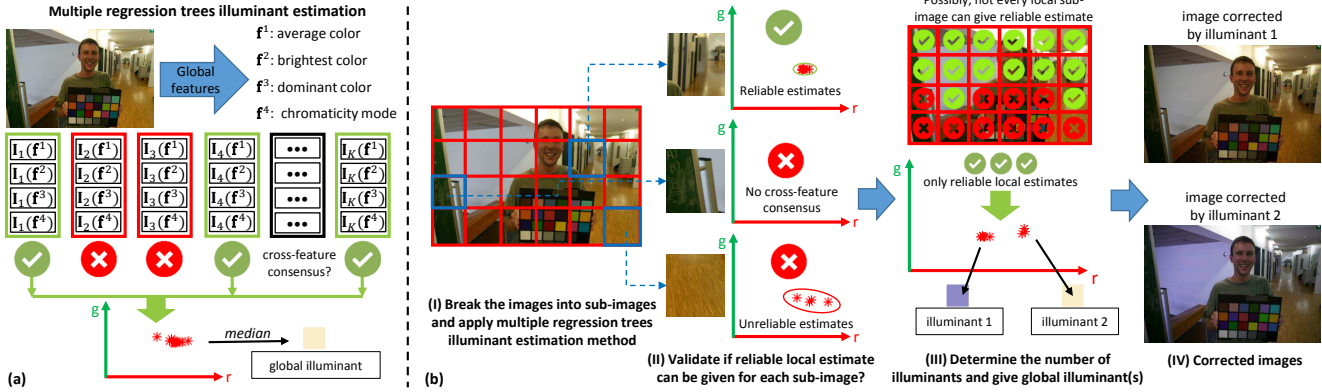 Multiple regression trees illuminant estimation
Global
features
f¹: average color
f²: brightest color
f³: dominant color
f⁴: chromaticity mode
I₁(f¹) I₂(f¹) I₃(f¹) I₄(f¹) ••• I_K(f¹)
I₁(f²) I₂(f²) I₃(f²) I₄(f²) ••• I_K(f²)
I₁(f³) I₂(f³) I₃(f³) I₄(f³) ••• I_K(f³)
I₁(f⁴) I₂(f⁴) I₃(f⁴) I₄(f⁴) ••• I_K(f⁴)
cross-feature
consensus?
g
r
median
global illuminant
(a)
(I) Break the images into sub-images
and apply multiple regression trees
illuminant estimation method
(b)
g
Reliable estimates
r
g
No cross-feature
consensus
r
g
Unreliable estimates
r
(II) Validate if reliable local estimate
can be given for each sub-image?
Possibly, not every local sub-
image can give reliable estimate
g
only reliable local estimates
r
illuminant 1
illuminant 2
(III) Determine the number of
illuminants and give global illuminant(s)
image corrected
by illuminant 1
image corrected
by illuminant 2
(IV) Corrected images